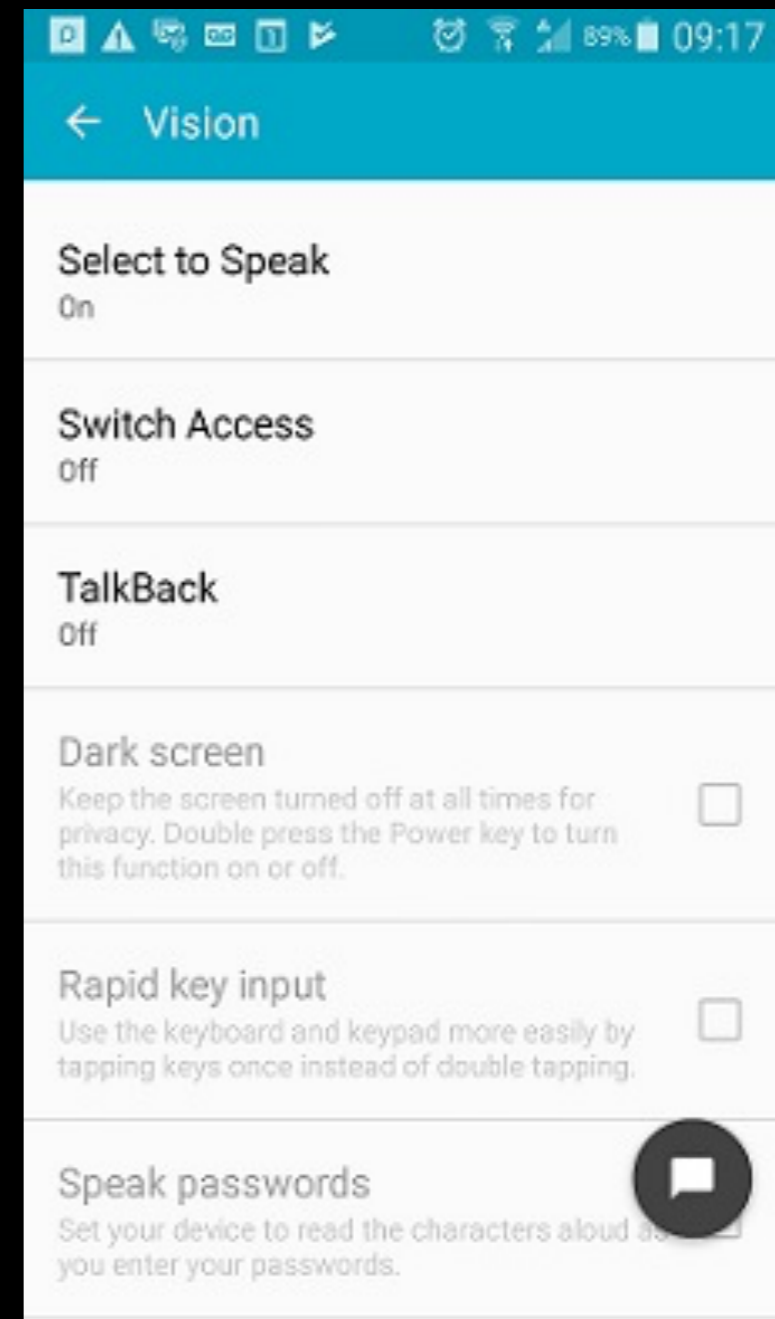 89% 09:17
Vision
Select to Speak
On
Switch Access
Off
TalkBack
Off
Dark screen
Keep the screen turned off at all times for
privacy. Double press the Power key to turn
this function on or off.
Rapid key input
Use the keyboard and keypad more easily by
tapping keys once instead of double tapping.
Speak passwords
Set your device to read the characters aloud as
you enter your passwords.